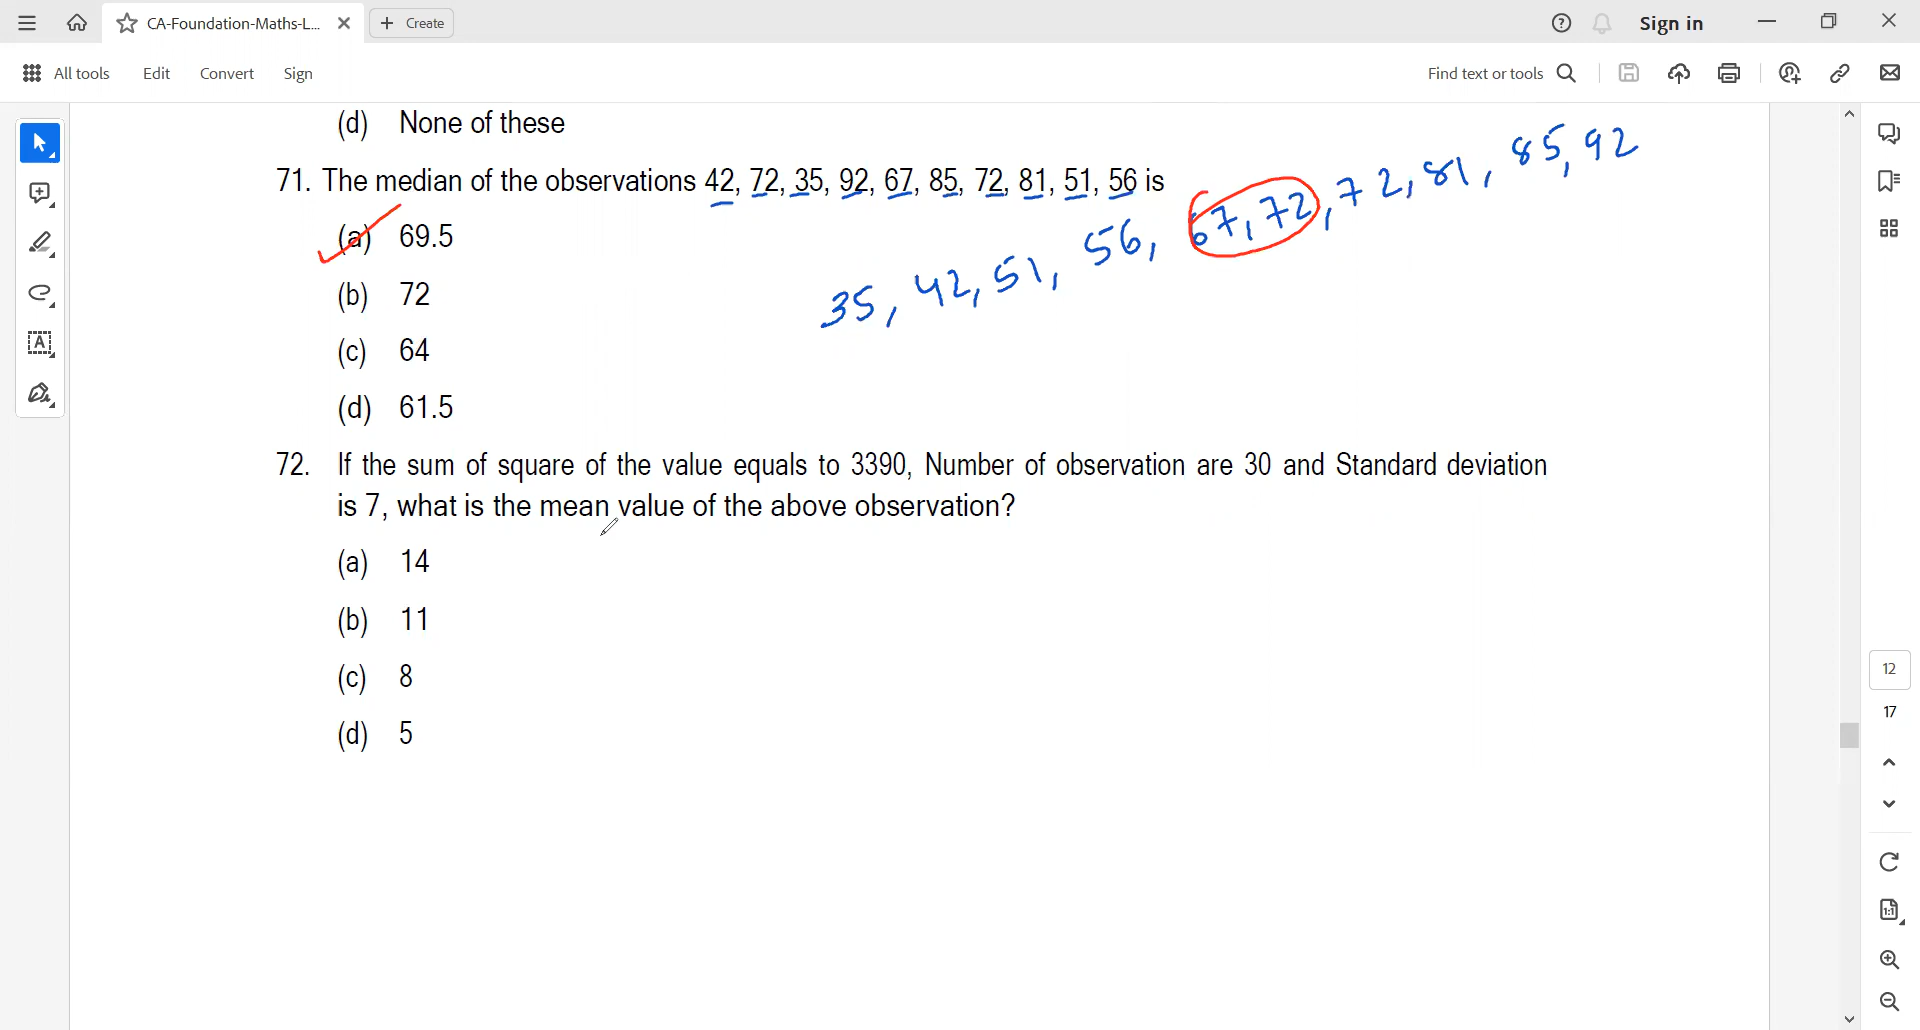 CA-Foundation-Maths-L...
Create
Sign in
All tools
Edit
Convert
Sign
Find text or tools
(d) None of these
71. The median of the observations 42, 72, 35, 92, 67, 85, 72, 81, 51, 56 is
35, 42, 51, 56, 67, 72, 72, 81, 85, 92
(a) 69.5
(b) 72
(c) 64
(d) 61.5
72. If the sum of square of the value equals to 3390, Number of observation are 30 and Standard deviation
is 7, what is the mean value of the above observation?
(a) 14
(b) 11
(c) 8
(d) 5
12
17